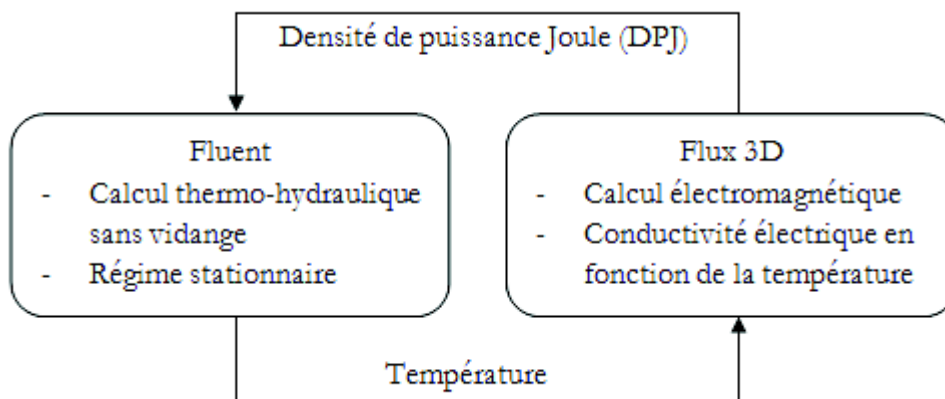 Densité de puissance Joule (DPJ)
Fluent
- Calcul thermo-hydraulique
sans vidange
- Régime stationnaire
Flux 3D
- Calcul électromagnétique
- Conductivité électrique en
fonction de la température
Température